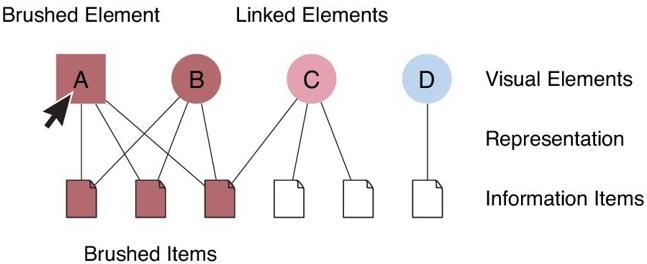 Brushed Element Linked Elements
A B C D Visual Elements
Representation
Information Items
Brushed Items